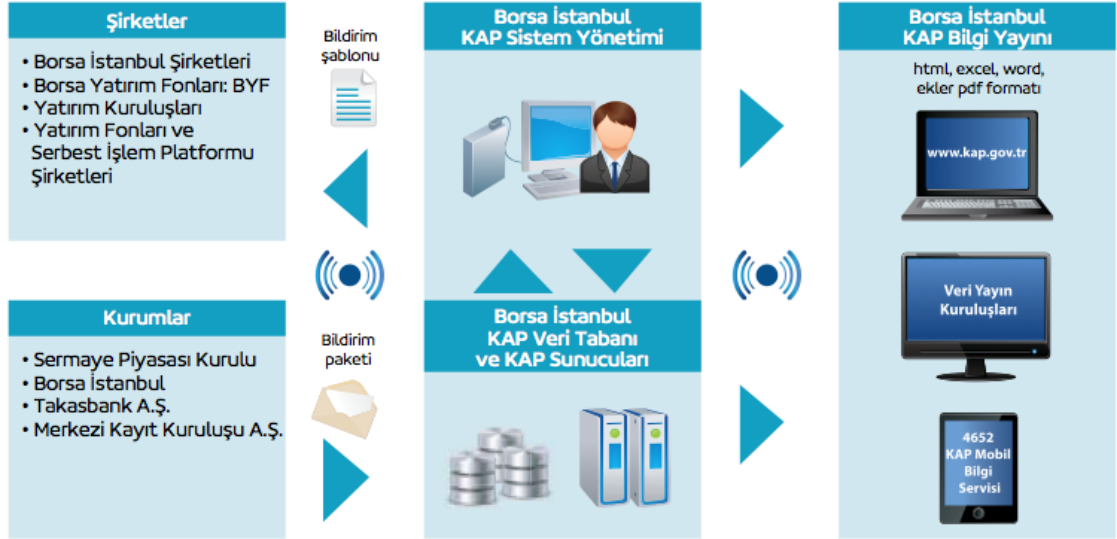 Şirketler
• Borsa İstanbul Şirketleri
• Borsa Yatırım Fonları: BYF
• Yatırım Kuruluşları
• Yatırım Fonları ve
Serbest İşlem Platformu
Şirketleri
Kurumlar
• Sermaye Piyasası Kurulu
• Borsa İstanbul
• Takasbank A.Ş.
• Merkezi Kayıt Kuruluşu A.Ş.
Bildirim
şablonu
Bildirim
paketi
Borsa İstanbul
KAP Sistem Yönetimi
Borsa İstanbul
KAP Veri Tabanı
ve KAP Sunucuları
Borsa İstanbul
KAP Bilgi Yayını
html, excel, word,
ekler pdf formatı
www.kap.gov.tr
Veri Yayın
Kuruluşları
4652
KAP Mobil
Bilgi
Servisi